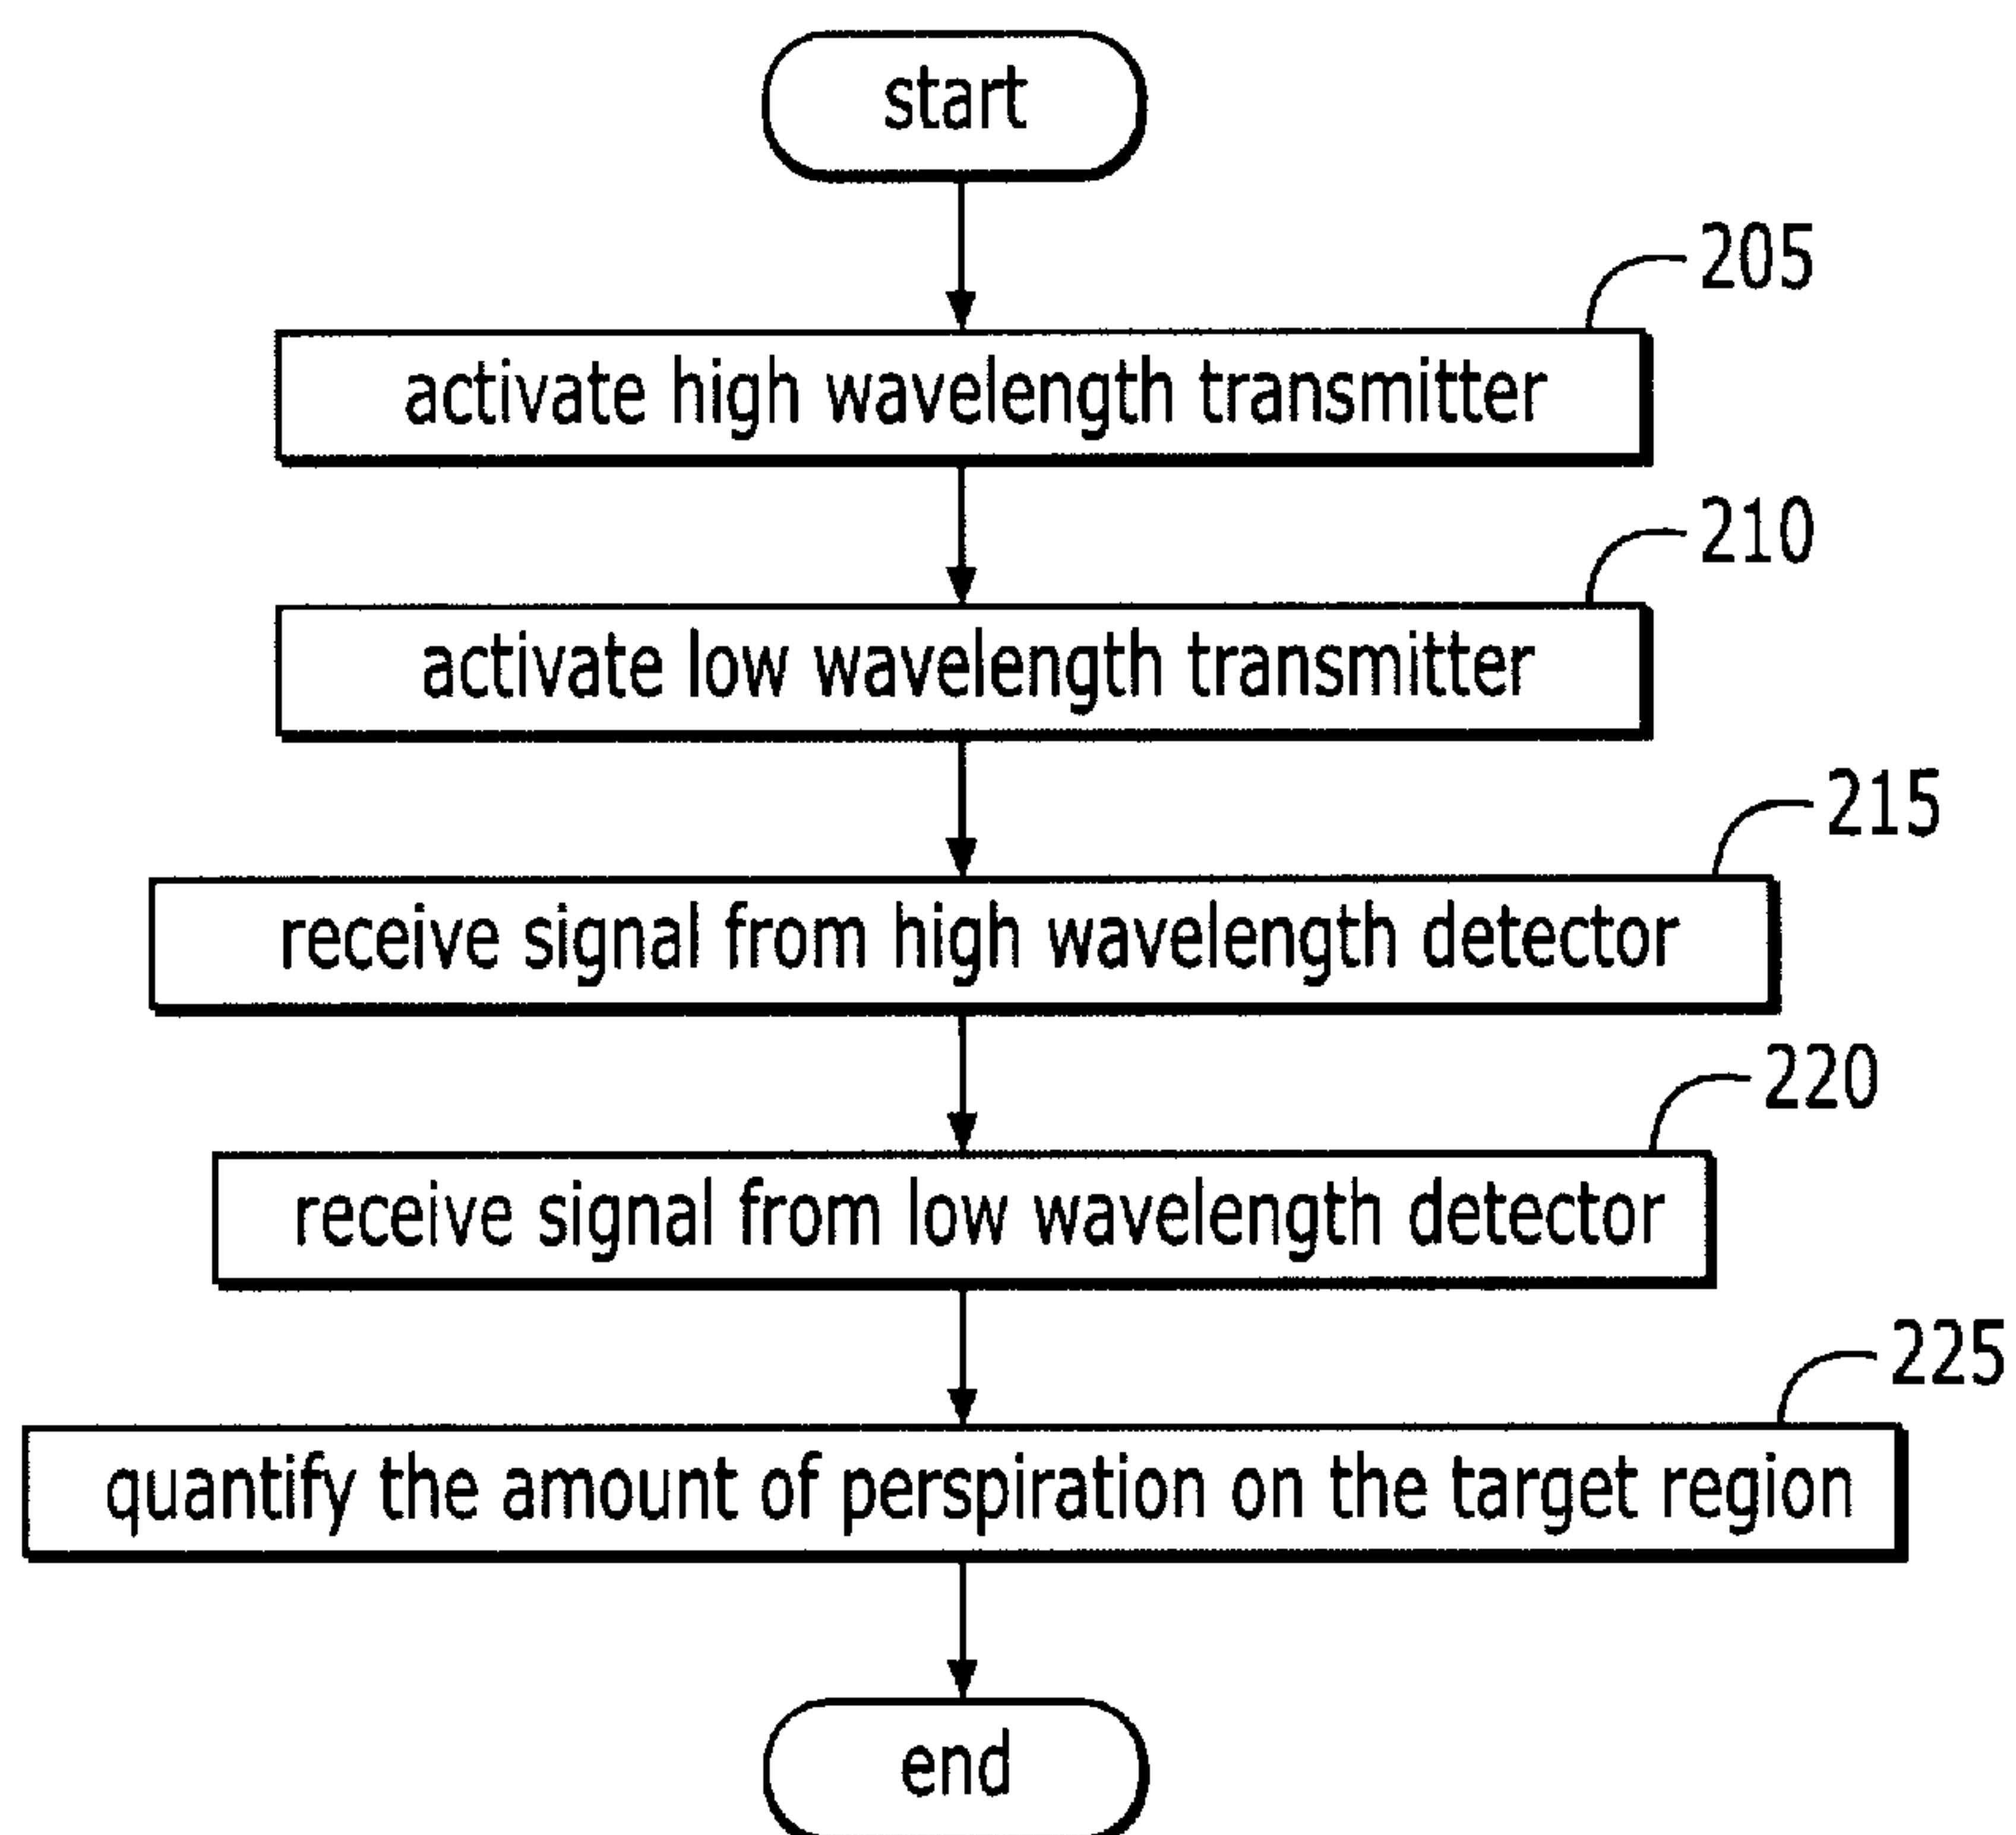 start
205
activate high wavelength transmitter
210
activate low wavelength transmitter
215
receive signal from high wavelength detector
220
receive signal from low wavelength detector
225
quantify the amount of perspiration on the target region
end